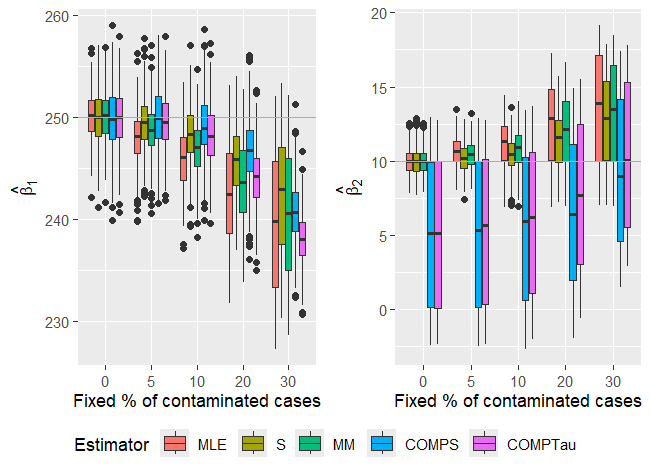 260
250
240
230
β̂1
0 5 10 20 30
Fixed % of contaminated cases
20
15
10
5
0
β̂2
0 5 10 20 30
Fixed % of contaminated cases
Estimator MLE S MM COMPS COMPTau